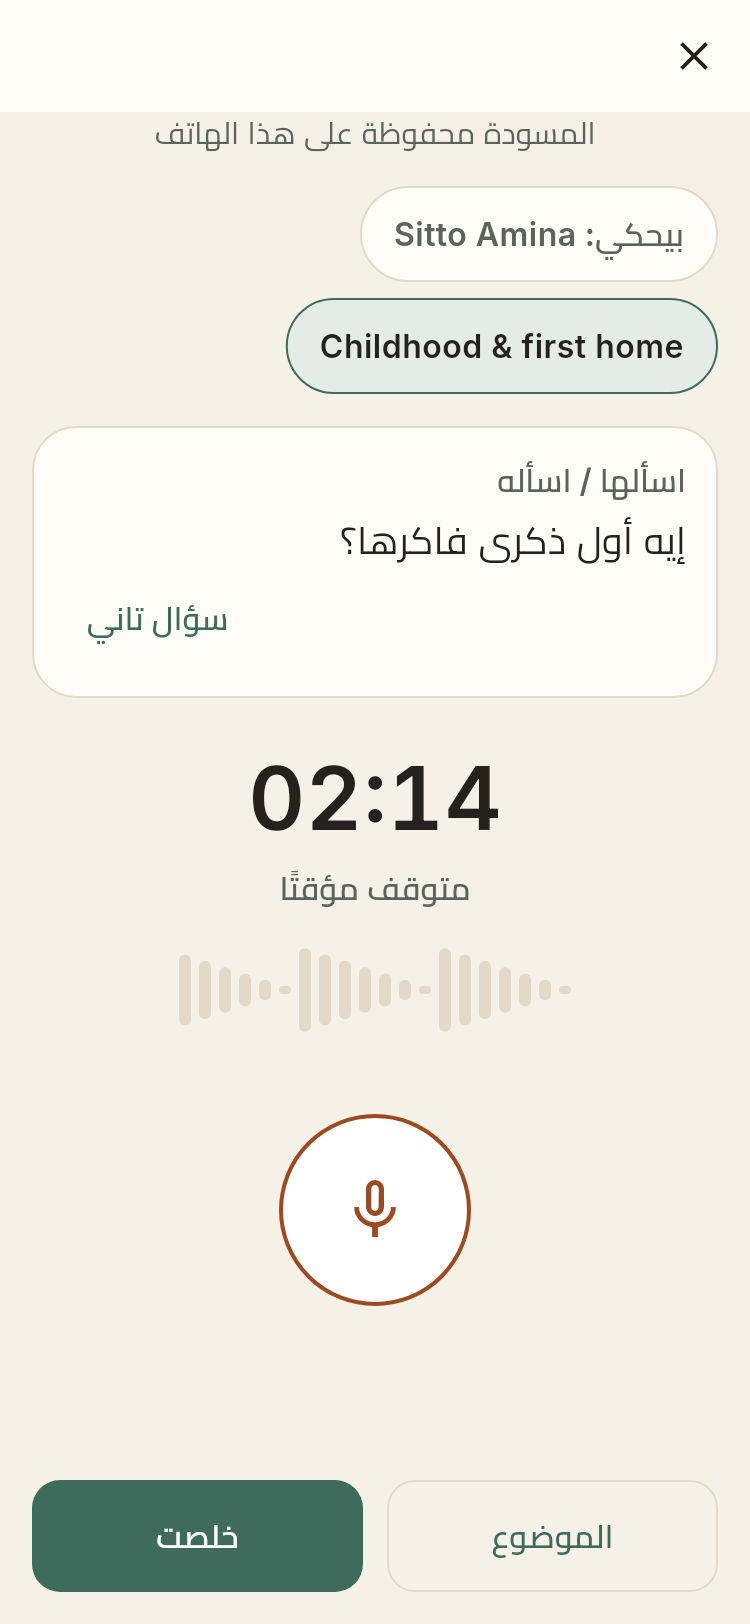 المسودة محفوظة على هذا الهاتف
بيحكي: Sitto Amina
Childhood & first home
اسألها / اسأله
إيه أول ذكرى فاكرها؟
سؤال تاني
02:14
متوقف مؤقتًا
الموضوع
خلصت